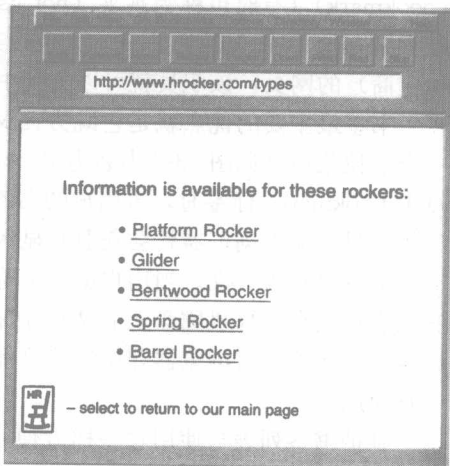 http://www.hrocker.com/types
Information is available for these rockers:
• Platform Rocker
• Glider
• Bentwood Rocker
• Spring Rocker
• Barrel Rocker
HR
– select to return to our main page